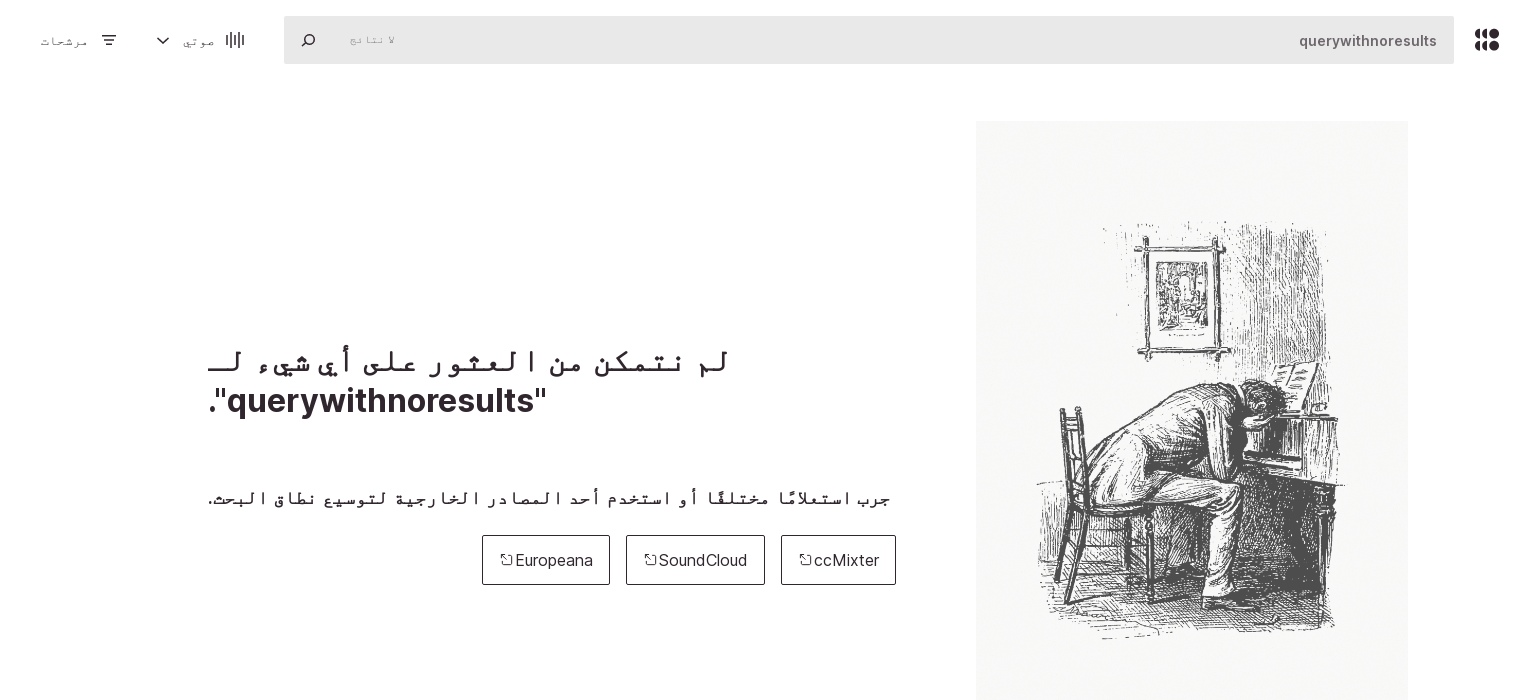 querywithnoresults
لا نتائج
صوتي
مرشحات
لم نتمكن من العثور على أي شيء لـ
"querywithnoresults".
جرب استعلامًا مختلفًا أو استخدم أحد المصادر الخارجية لتوسيع نطاق البحث.
ccMixter
SoundCloud
Europeana